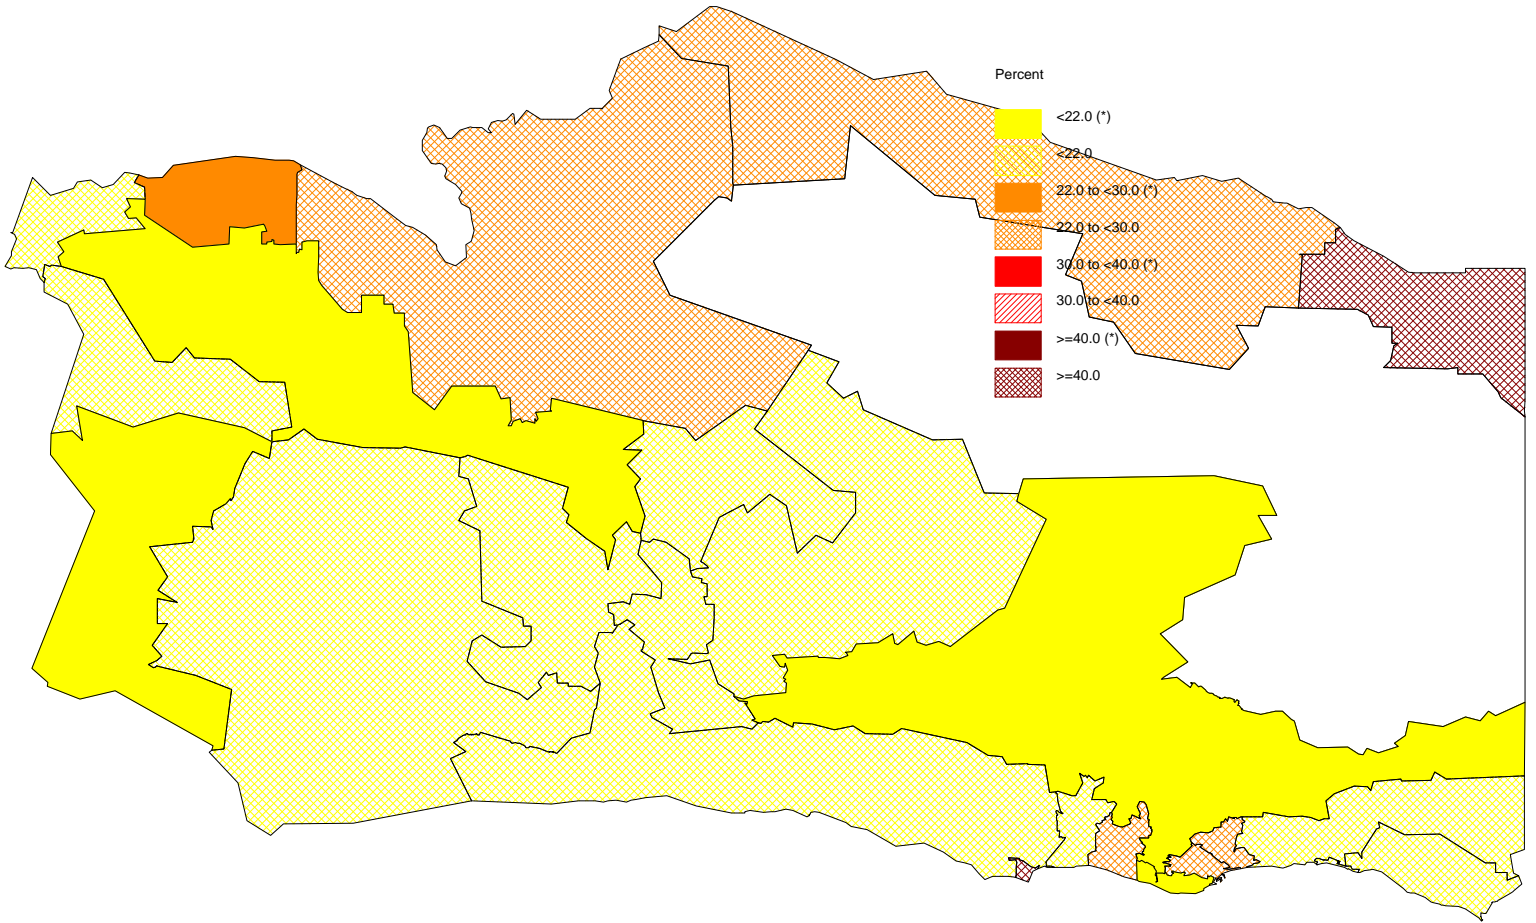 Percent
<22.0 (*)
<22.0
22.0 to <30.0 (*)
22.0 to <30.0
30.0 to <40.0 (*)
30.0 to <40.0
>=40.0 (*)
>=40.0